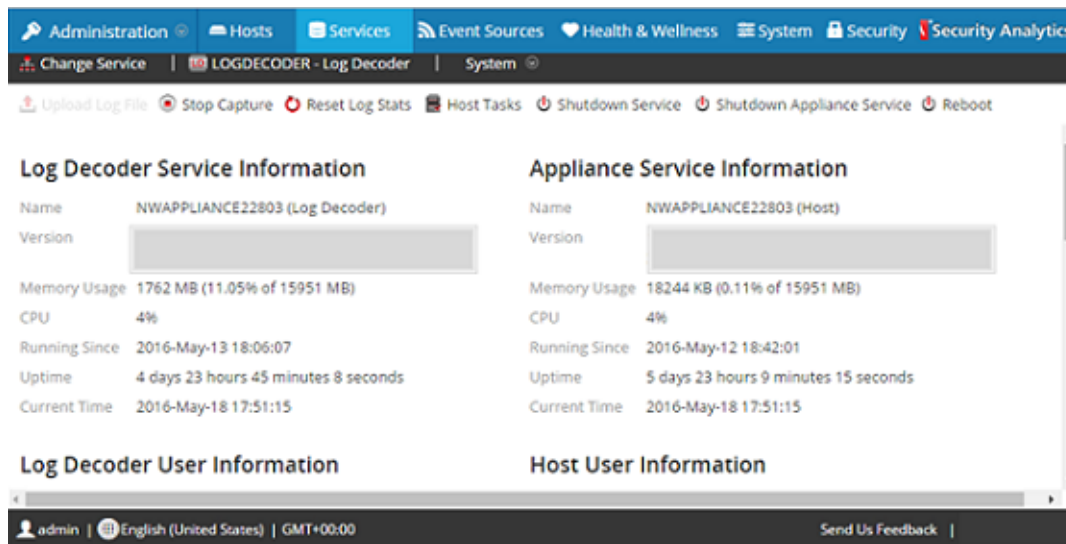 Administration Hosts Services Event Sources Health & Wellness System Security Security Analytics
Change Service | LOGDECODER - Log Decoder | System
Upload Log File Stop Capture Reset Log Stats Host Tasks Shutdown Service Shutdown Appliance Service Reboot
Log Decoder Service Information
Name NWAPPLIANCE22803 (Log Decoder)
Version
Memory Usage 1762 MB (11.05% of 15951 MB)
CPU 4%
Running Since 2016-May-13 18:06:07
Uptime 4 days 23 hours 45 minutes 8 seconds
Current Time 2016-May-18 17:51:15
Log Decoder User Information
Appliance Service Information
Name NWAPPLIANCE22803 (Host)
Version
Memory Usage 18244 KB (0.11% of 15951 MB)
CPU 4%
Running Since 2016-May-12 18:42:01
Uptime 5 days 23 hours 9 minutes 15 seconds
Current Time 2016-May-18 17:51:15
Host User Information
admin | English (United States) | GMT+00:00 Send Us Feedback |